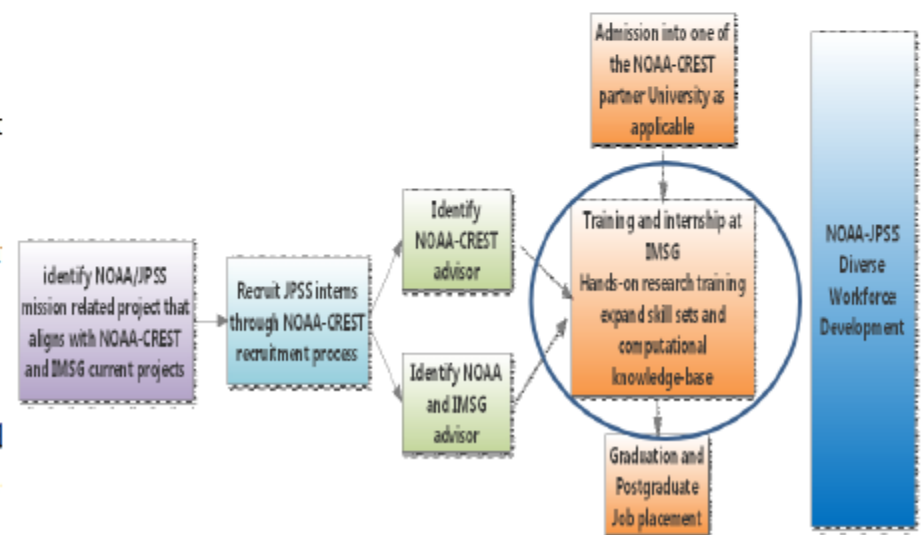 Admission into one of
the NOAA-CREST
partner University as
applicable
identify NOAA/JPSS
mission related project that
aligns with NOAA-CREST
and IMSG current projects
Recruit JPSS interns
through NOAA-CREST
recruitment process
Identify
NOAA-CREST
advisor
Identify NOAA
and IMSG
advisor
Training and internship at
IMSG
Hands-on research training
expand skill sets and
computational
knowledge-base
Graduation and
Postgraduate
Job placement
NOAA-JPSS
Diverse
Workforce
Development